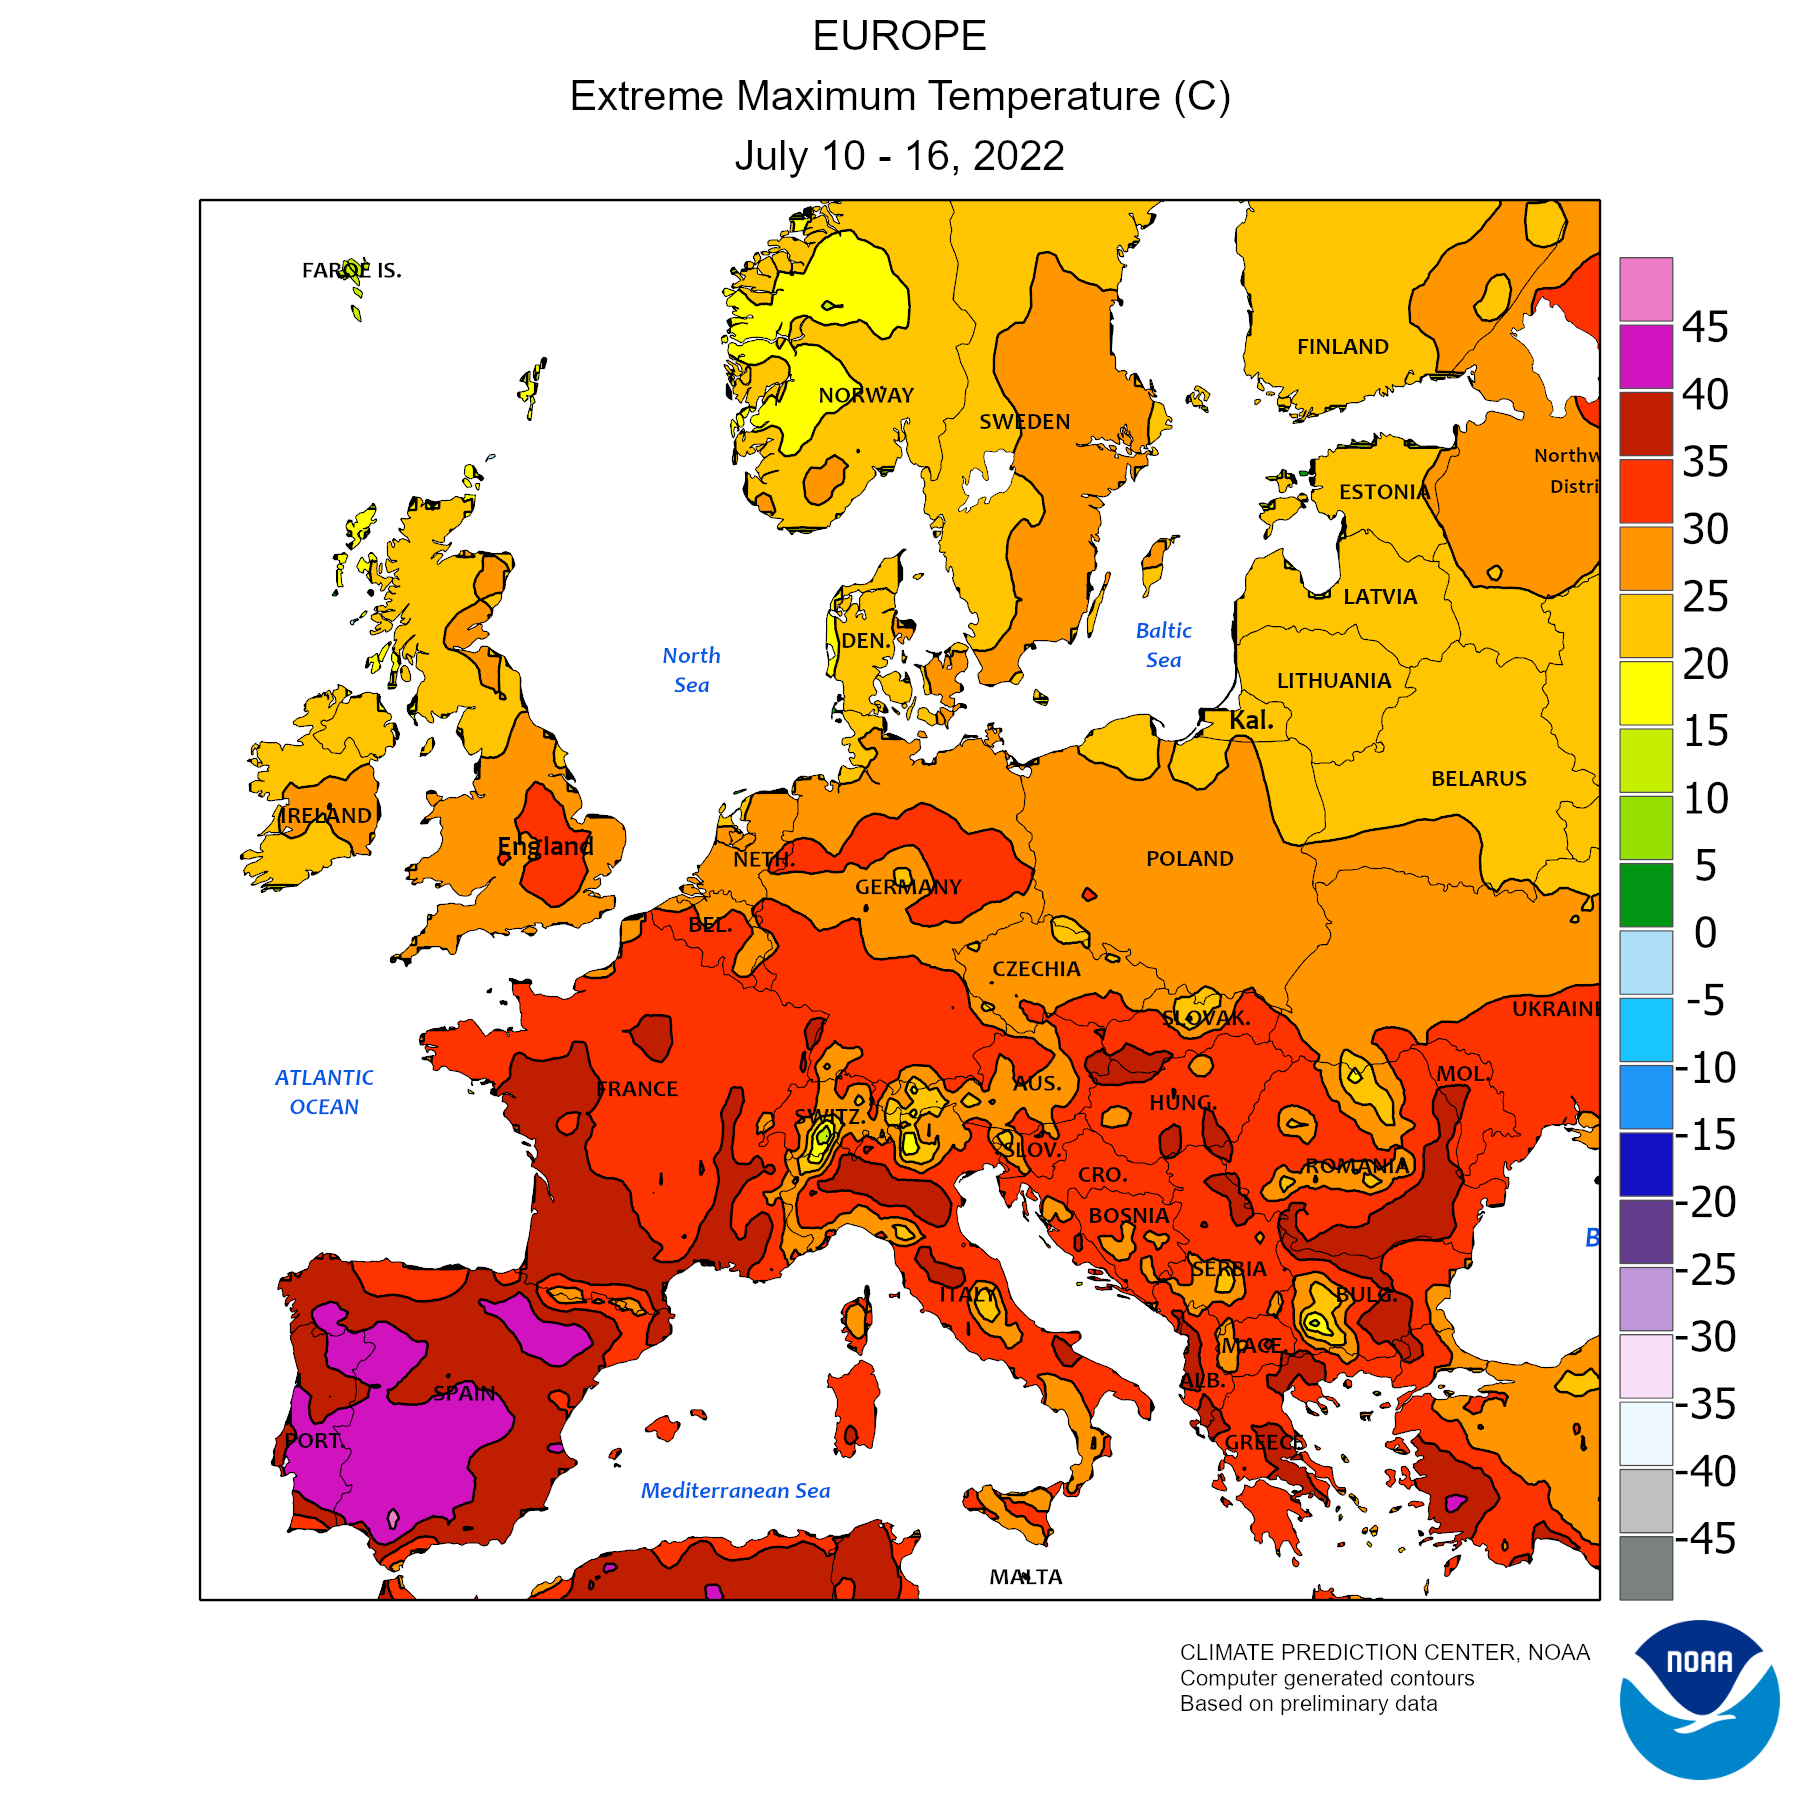 EUROPE
Extreme Maximum Temperature (C)
July 10 - 16, 2022
FAROE IS.
NORWAY
SWEDEN
FINLAND
ESTONIA
Northw
Distri
LATVIA
LITHUANIA
Kal.
BELARUS
Baltic
Sea
North
Sea
DEN.
IRELAND
England
NETH.
GERMANY
POLAND
BEL.
CZECHIA
UKRAINE
SLOVAK.
ATLANTIC
OCEAN
FRANCE
SWITZ.
AUS.
HUNG.
MOL.
SLOV.
CRO.
ROMANIA
BOSNIA
SERBIA
B
ITALY
BULG.
MACE.
ALB.
SPAIN
PORT.
GREECE
Mediterranean Sea
MALTA
45
40
35
30
25
20
15
10
5
0
-5
-10
-15
-20
-25
-30
-35
-40
-45
CLIMATE PREDICTION CENTER, NOAA
Computer generated contours
Based on preliminary data
NOAA